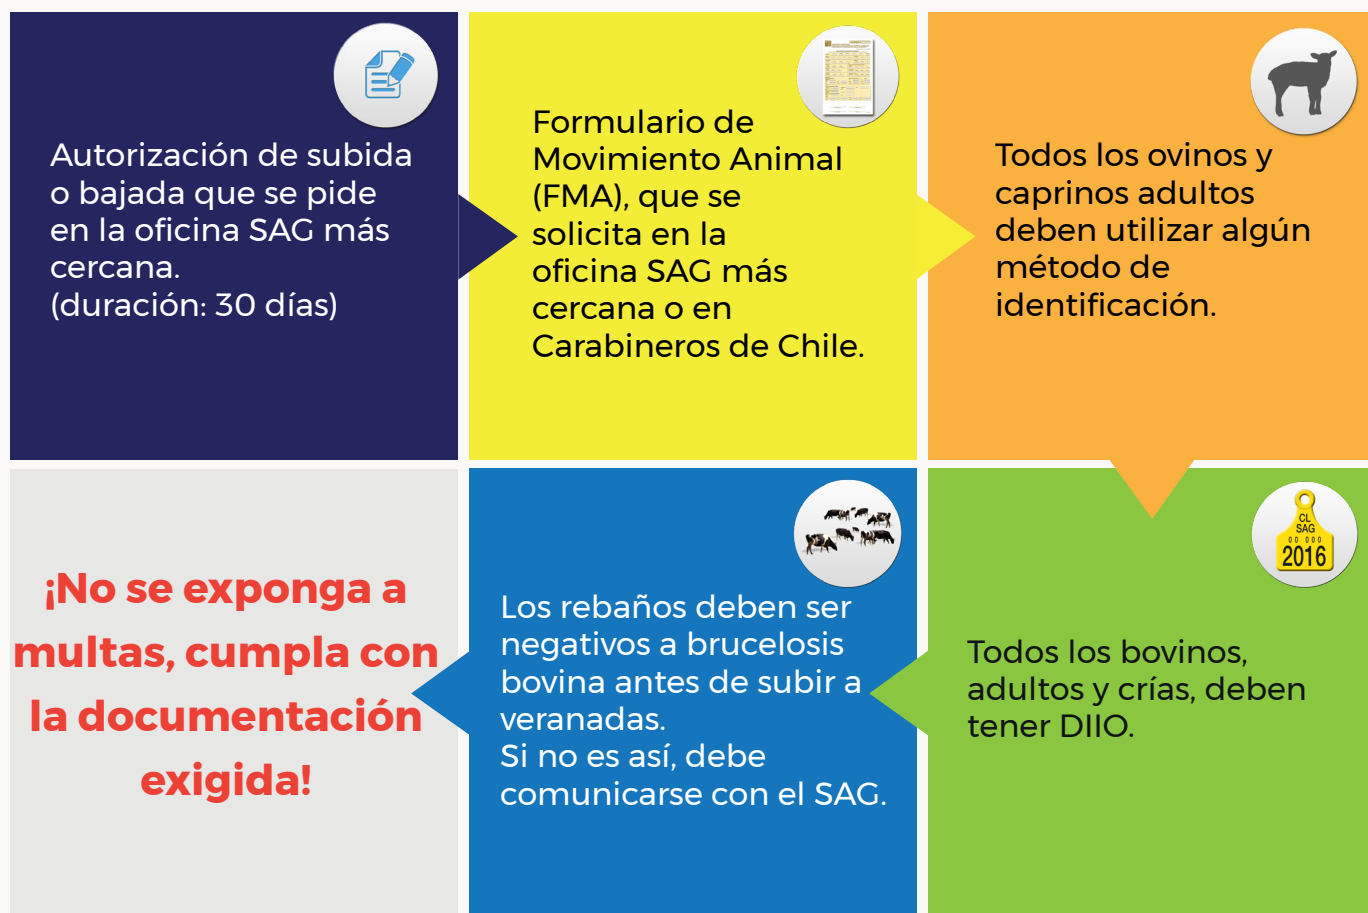 Autorización de subida
o bajada que se pide
en la oficina SAG más
cercana.
(duración: 30 días)
Formulario de
Movimiento Animal
(FMA), que se
solicita en la
oficina SAG más
cercana o en
Carabineros de Chile.
Todos los ovinos y
caprinos adultos
deben utilizar algún
método de
identificación.
CL
SAG
00 000
2016
Todos los bovinos,
adultos y crías, deben
tener DIIO.
Los rebaños deben ser
negativos a brucelosis
bovina antes de subir a
veranadas.
Si no es así, debe
comunicarse con el SAG.
¡No se exponga a
multas, cumpla con
la documentación
exigida!